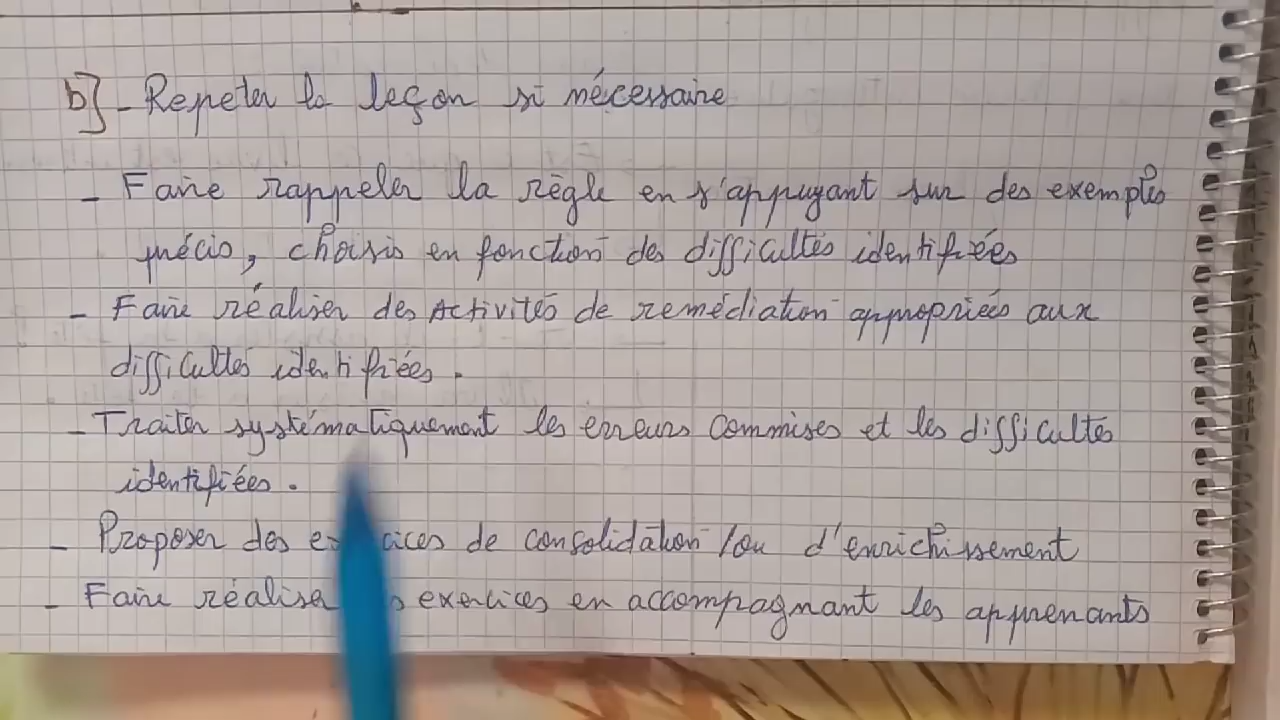 b] - Repeter la leçon si nécessaire
- Faire rappeler la règle en s'appuyant sur des exemples
précis, choisis en fonction des difficultés identifiées
- Faire réaliser des Activités de remédiation appropriées aux
difficultés identifiées.
- Traiter systématiquement les erreurs commises et les difficultés
identifiées.
- Proposer des exercices de consolidation /ou d'enrichissement
- Faire réaliser exercices en accompagnant les apprenants